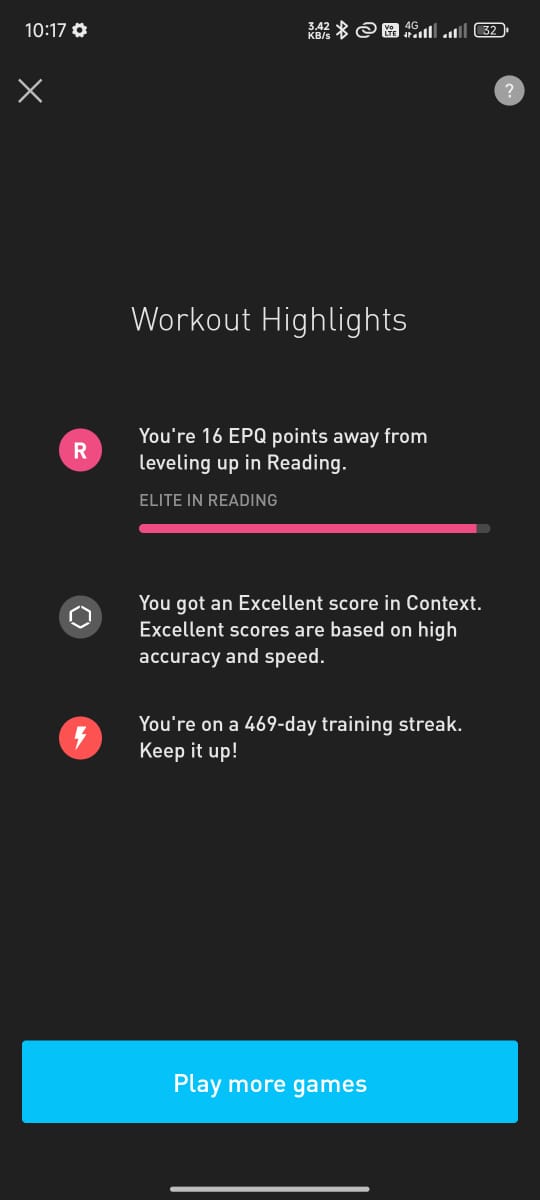 10:17
3.42 KB/s Vo LTE 4G 32
?
Workout Highlights
R
You're 16 EPQ points away from
leveling up in Reading.
ELITE IN READING
You got an Excellent score in Context.
Excellent scores are based on high
accuracy and speed.
You're on a 469-day training streak.
Keep it up!
Play more games